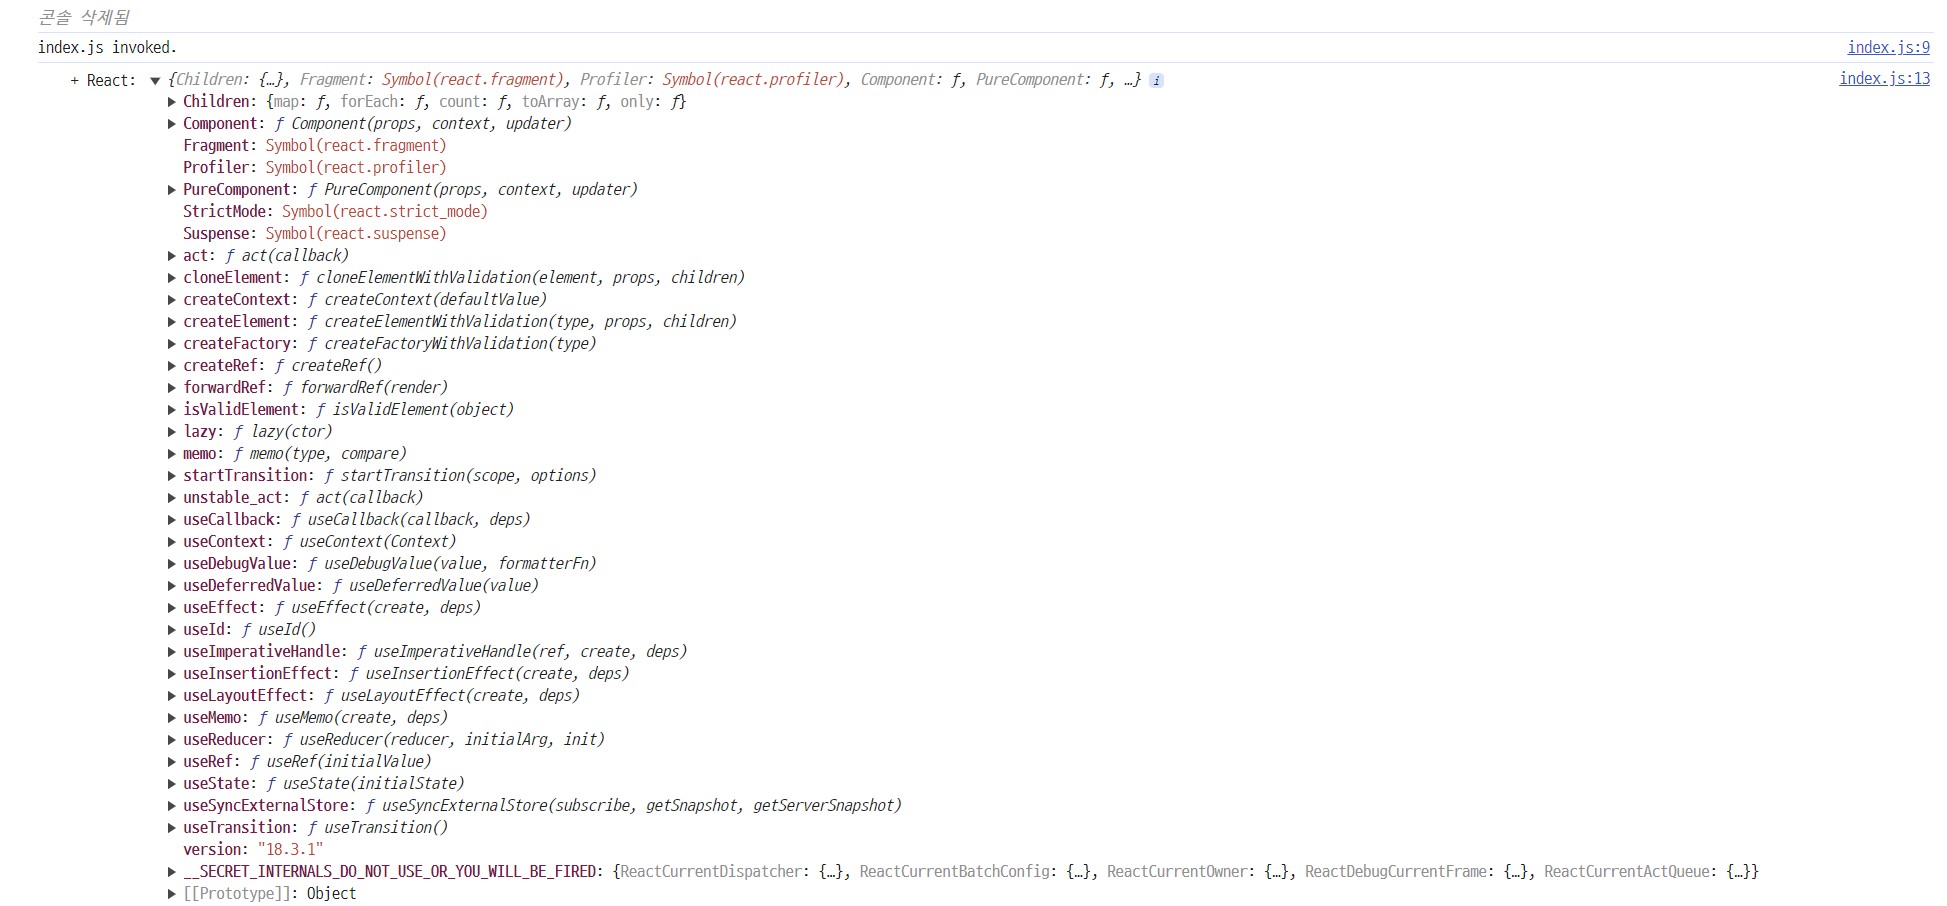 콘솔 삭제됨
index.js invoked. index.js:9
+ React: ▼ {Children: {…}, Fragment: Symbol(react.fragment), Profiler: Symbol(react.profiler), Component: ƒ, PureComponent: ƒ, …} i index.js:13
▶ Children: {map: ƒ, forEach: ƒ, count: ƒ, toArray: ƒ, only: ƒ}
▶ Component: ƒ Component(props, context, updater)
Fragment: Symbol(react.fragment)
Profiler: Symbol(react.profiler)
▶ PureComponent: ƒ PureComponent(props, context, updater)
StrictMode: Symbol(react.strict_mode)
Suspense: Symbol(react.suspense)
▶ act: ƒ act(callback)
▶ cloneElement: ƒ cloneElementWithValidation(element, props, children)
▶ createContext: ƒ createContext(defaultValue)
▶ createElement: ƒ createElementWithValidation(type, props, children)
▶ createFactory: ƒ createFactoryWithValidation(type)
▶ createRef: ƒ createRef()
▶ forwardRef: ƒ forwardRef(render)
▶ isValidElement: ƒ isValidElement(object)
▶ lazy: ƒ lazy(ctor)
▶ memo: ƒ memo(type, compare)
▶ startTransition: ƒ startTransition(scope, options)
▶ unstable_act: ƒ act(callback)
▶ useCallback: ƒ useCallback(callback, deps)
▶ useContext: ƒ useContext(Context)
▶ useDebugValue: ƒ useDebugValue(value, formatterFn)
▶ useDeferredValue: ƒ useDeferredValue(value)
▶ useEffect: ƒ useEffect(create, deps)
▶ useId: ƒ useId()
▶ useImperativeHandle: ƒ useImperativeHandle(ref, create, deps)
▶ useInsertionEffect: ƒ useInsertionEffect(create, deps)
▶ useLayoutEffect: ƒ useLayoutEffect(create, deps)
▶ useMemo: ƒ useMemo(create, deps)
▶ useReducer: ƒ useReducer(reducer, initialArg, init)
▶ useRef: ƒ useRef(initialValue)
▶ useState: ƒ useState(initialState)
▶ useSyncExternalStore: ƒ useSyncExternalStore(subscribe, getSnapshot, getServerSnapshot)
▶ useTransition: ƒ useTransition()
version: "18.3.1"
▶ __SECRET_INTERNALS_DO_NOT_USE_OR_YOU_WILL_BE_FIRED: {ReactCurrentDispatcher: {…}, ReactCurrentBatchConfig: {…}, ReactCurrentOwner: {…}, ReactDebugCurrentFrame: {…}, ReactCurrentActQueue: {…}}
▶ [[Prototype]]: Object